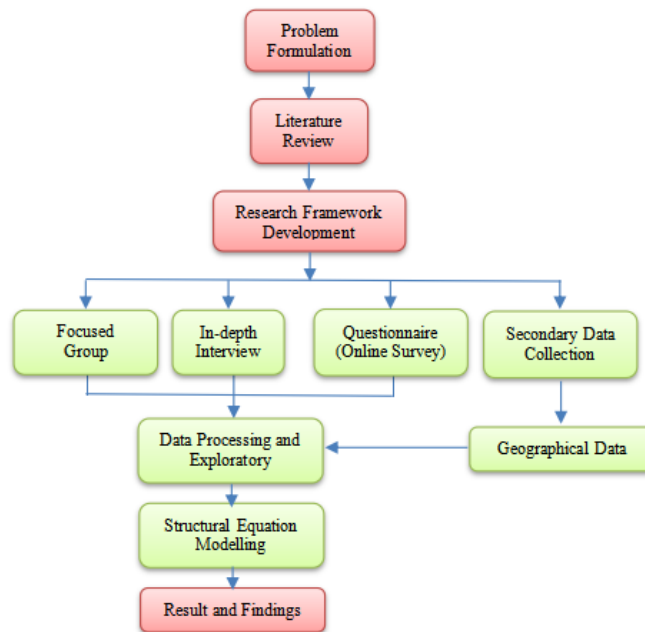 Problem
Formulation
Literature
Review
Research Framework
Development
Focused
Group
In-depth
Interview
Questionnaire
(Online Survey)
Secondary Data
Collection
Data Processing and
Exploratory
Geographical Data
Structural Equation
Modelling
Result and Findings